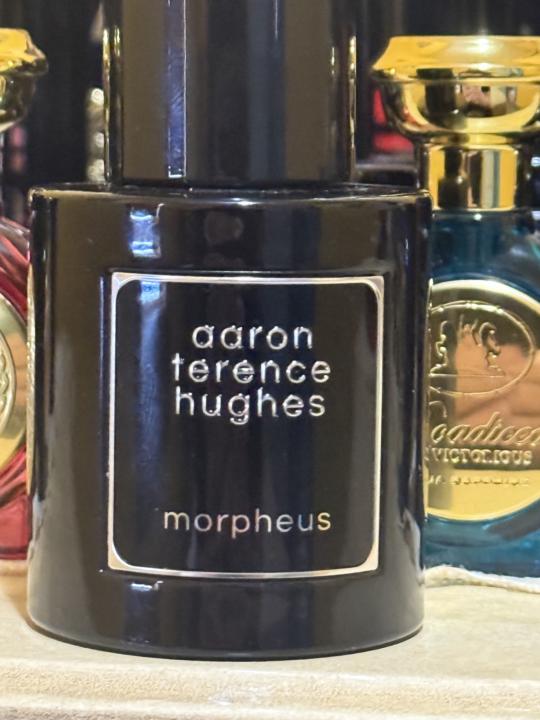 aaron
terence
hughes
morpheus
VICTORIOUS